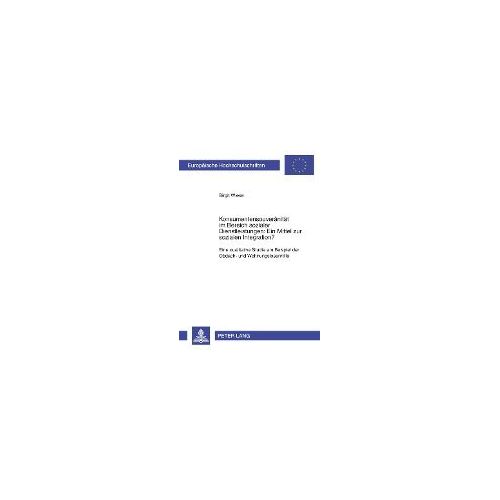 Europäische Hochschulschriften
Birgit
Konsumentensouveränität
im Bereich sozialer
Dienstleistungen: Ein Mittel zur
sozialen Integration?
Eine qualitative Studie am Beispiel der
Obdach- und Wohnungslosenhilfe
PETER LANG